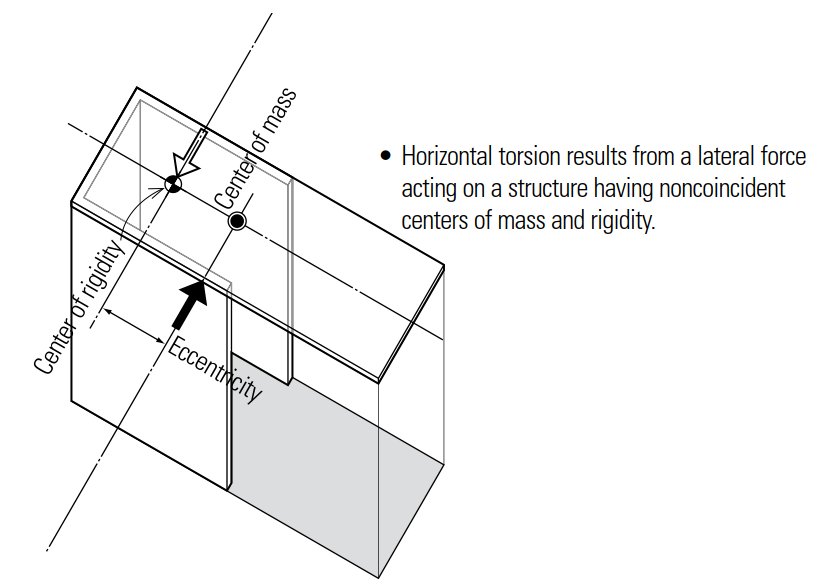 Center of mass
• Horizontal torsion results from a lateral force
acting on a structure having noncoincident
centers of mass and rigidity.
Center of rigidity
Eccentricity